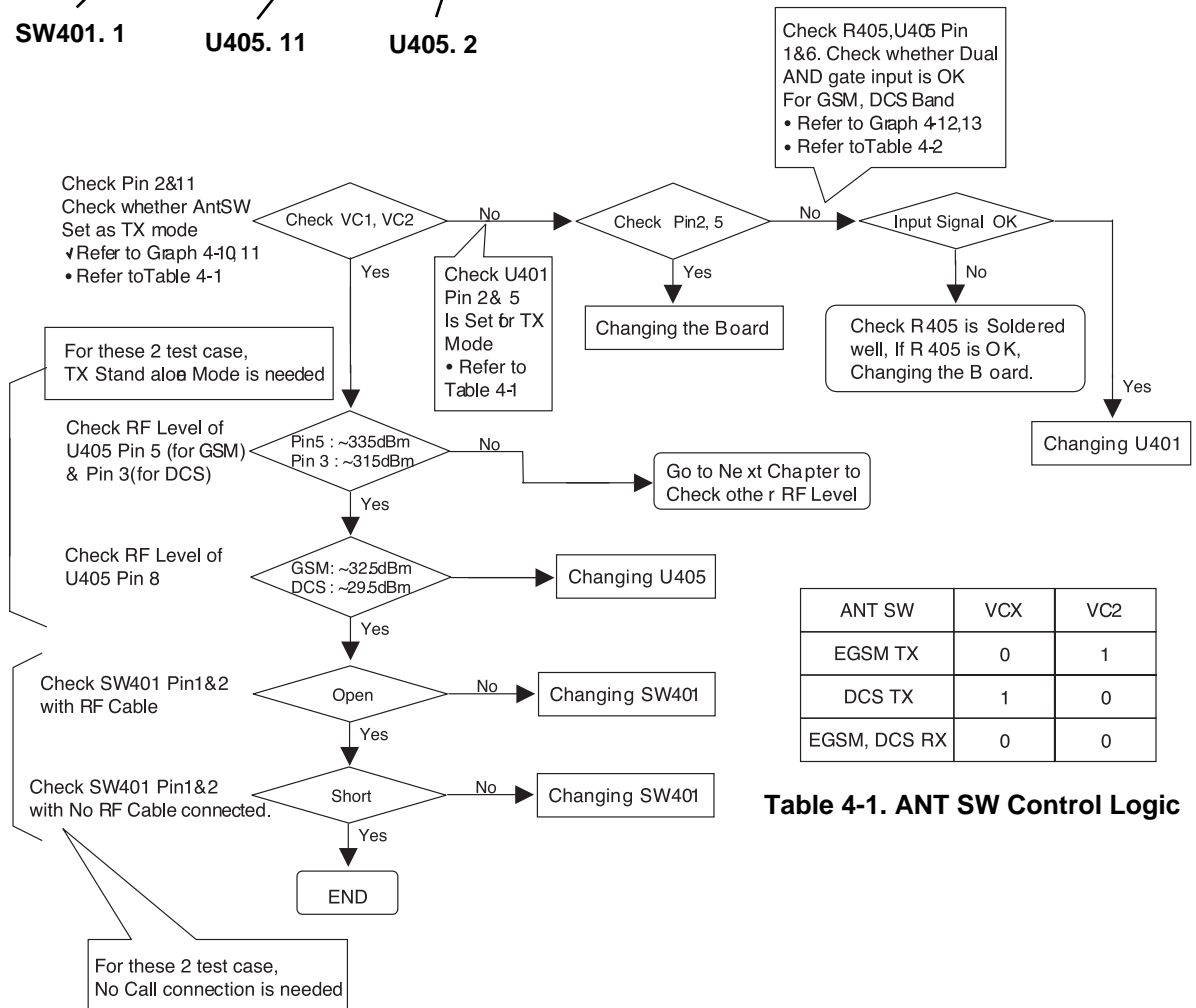 SW401. 1
U405. 11
U405. 2
Check R405,U405 Pin
1&6. Check whether Dual
AND gate input is OK
For GSM, DCS Band
• Refer to Graph 4-12,13
• Refer toTable 4-2
Check Pin 2&11
Check whether AntSW
Set as TX mode
√Refer to Graph 4-10, 11
• Refer toTable 4-1
Check VC1, VC2
No
Check Pin2, 5
No
Input Signal OK
Yes
Check U401
Pin 2& 5
Is Set for TX
Mode
• Refer to
Table 4-1
Yes
Changing the Board
No
Check R405 is Soldered
well, If R 405 is OK,
Changing the B oard.
Yes
Changing U401
For these 2 test case,
TX Stand alone Mode is needed
Check RF Level of
U405 Pin 5 (for GSM)
& Pin 3(for DCS)
Pin5 : ~335dBm
Pin 3 : ~315dBm
No
Go to Ne xt Chapter to
Check othe r RF Level
Yes
Check RF Level of
U405 Pin 8
GSM: ~325dBm
DCS : ~29.5dBm
Changing U405
Yes
Check SW401 Pin1&2
with RF Cable
Open
No
Changing SW401
Yes
Check SW401 Pin1&2
with No RF Cable connected.
Short
No
Changing SW401
Yes
END
For these 2 test case,
No Call connection is needed
ANT SW VCX VC2
EGSM TX 0 1
DCS TX 1 0
EGSM, DCS RX 0 0
Table 4-1. ANT SW Control Logic